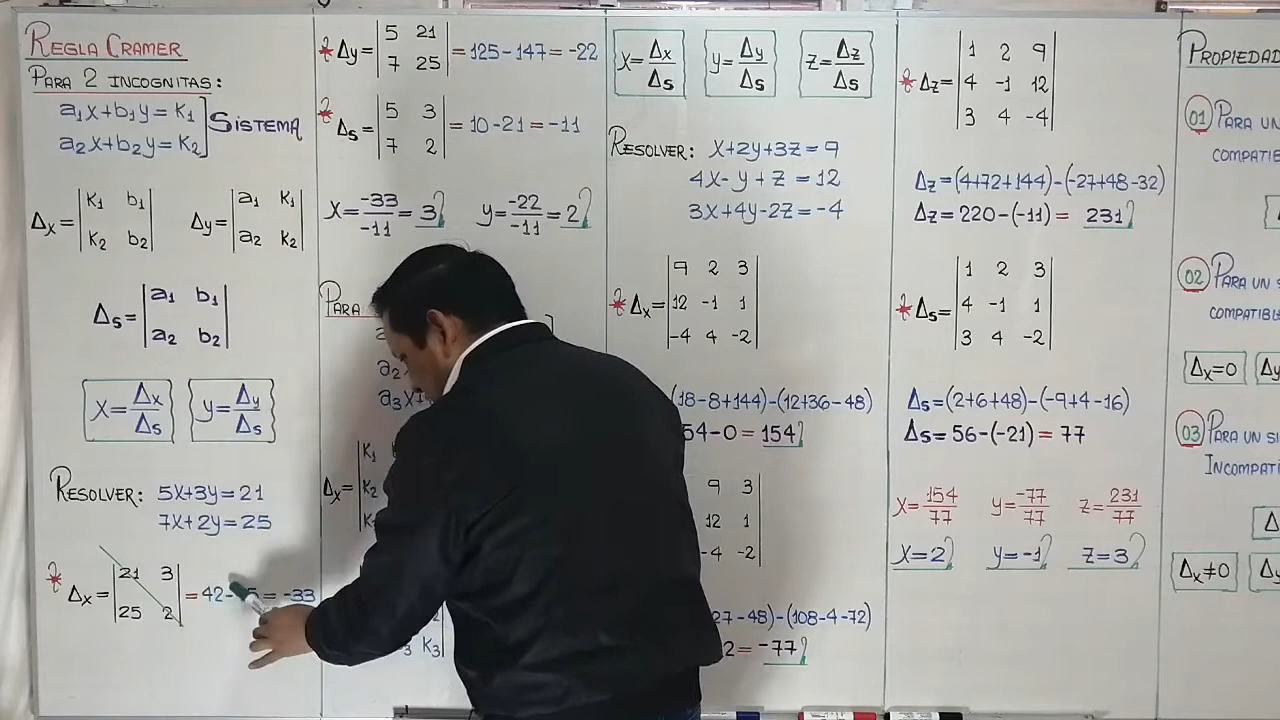 REGLA CRAMER
PARA 2 INCOGNITAS:
a₁x+b₁y=K₁
a₂x+b₂y=K₂
SISTEMA
Δx= |K₁ b₁|
|K₂ b₂|
Δy= |a₁ K₁|
|a₂ K₂|
Δs= |a₁ b₁|
|a₂ b₂|
X=Δx/Δs
Y=Δy/Δs
RESOLVER: 5X+3Y=21
7X+2Y=25
Δx= |21 3|
|25 2|
=42- = -33
Δy= |5 21|
|7 25|
=125-147=-22
Δs= |5 3|
|7 2|
=10-21=-11
X=-33/-11=3
y=-22/-11=2
PARA
a₂
a₃x
Δx= |K₁
|K₂
K₃|
X=Δx/Δs
y=Δy/Δs
Z=Δz/Δs
RESOLVER: X+2y+3z=9
4X-y+z=12
3X+4y-2z=-4
Δx= |9 2 3|
|12 -1 1|
|-4 4 -2|
(18-8+144)-(12+36-48)
54-0=154
9 3|
12 1|
-4 -2|
27-48)-(108-4-72)
2=-77
Δz= |1 2 9|
|4 -1 12|
|3 4 -4|
Δz=(4+72+144)-(-27+48-32)
Δz=220-(-11)=231
Δs= |1 2 3|
|4 -1 1|
|3 4 -2|
Δs=(2+6+48)-(-9+4-16)
Δs=56-(-21)=77
X=154/77 y=-77/77 z=231/77
X=2 y=-1 z=3
01 PARA UN
COMPATIB
02 PARA UN S
COMPATIBL
Δx=0 Δy
03 PARA UN SI
INCOMPATI
Δ
Δx≠0 Δy